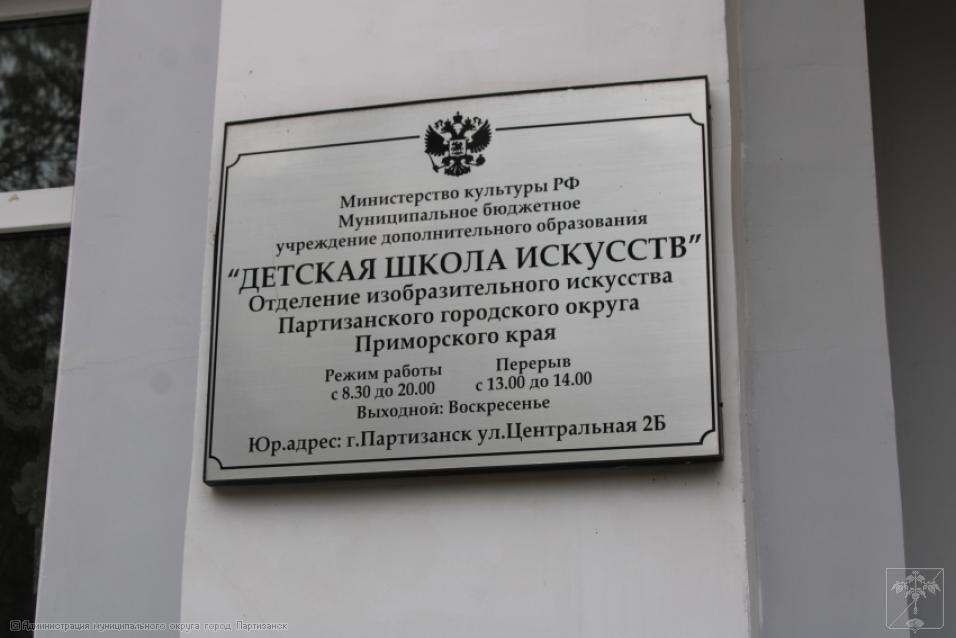 Министерство культуры РФ
Муниципальное бюджетное
учреждение дополнительного образования
“ДЕТСКАЯ ШКОЛА ИСКУССТВ”
Отделение изобразительного искусства
Партизанского городского округа
Приморского края
Режим работы
с 8.30 до 20.00
Перерыв
с 13.00 до 14.00
Выходной: Воскресенье
Юр.адрес: г.Партизанск ул.Центральная 2Б
Администрация муниципального округа город Партизанск